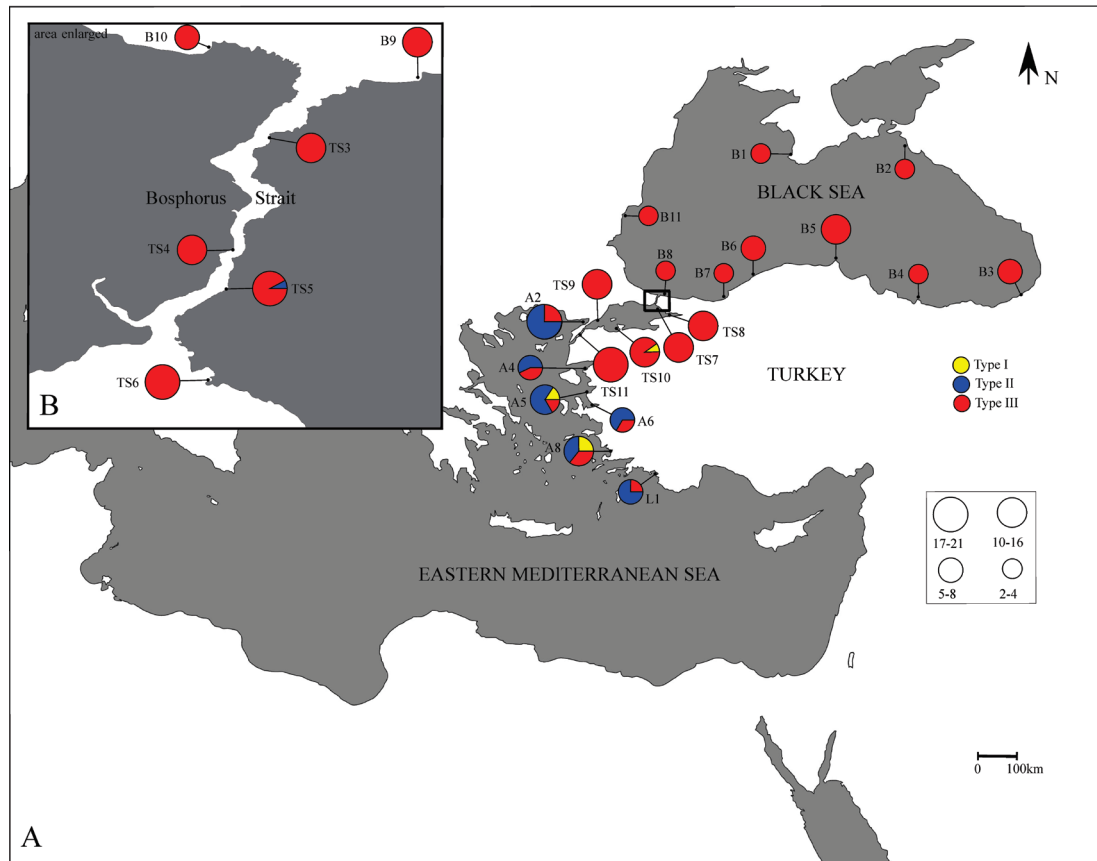 area enlarged
B10
B9
TS3
Bosphorus Strait
TS4
TS5
TS6
B
N
B1
B2
BLACK SEA
B11
B5
B6
B8
B7
B4
B3
TS9
A2
TS8
TS7
TS10
A4
TS11
TURKEY
Type I
Type II
Type III
A5
A6
A8
L1
17-21
10-16
5-8
2-4
EASTERN MEDITERRANEAN SEA
0 100km
A